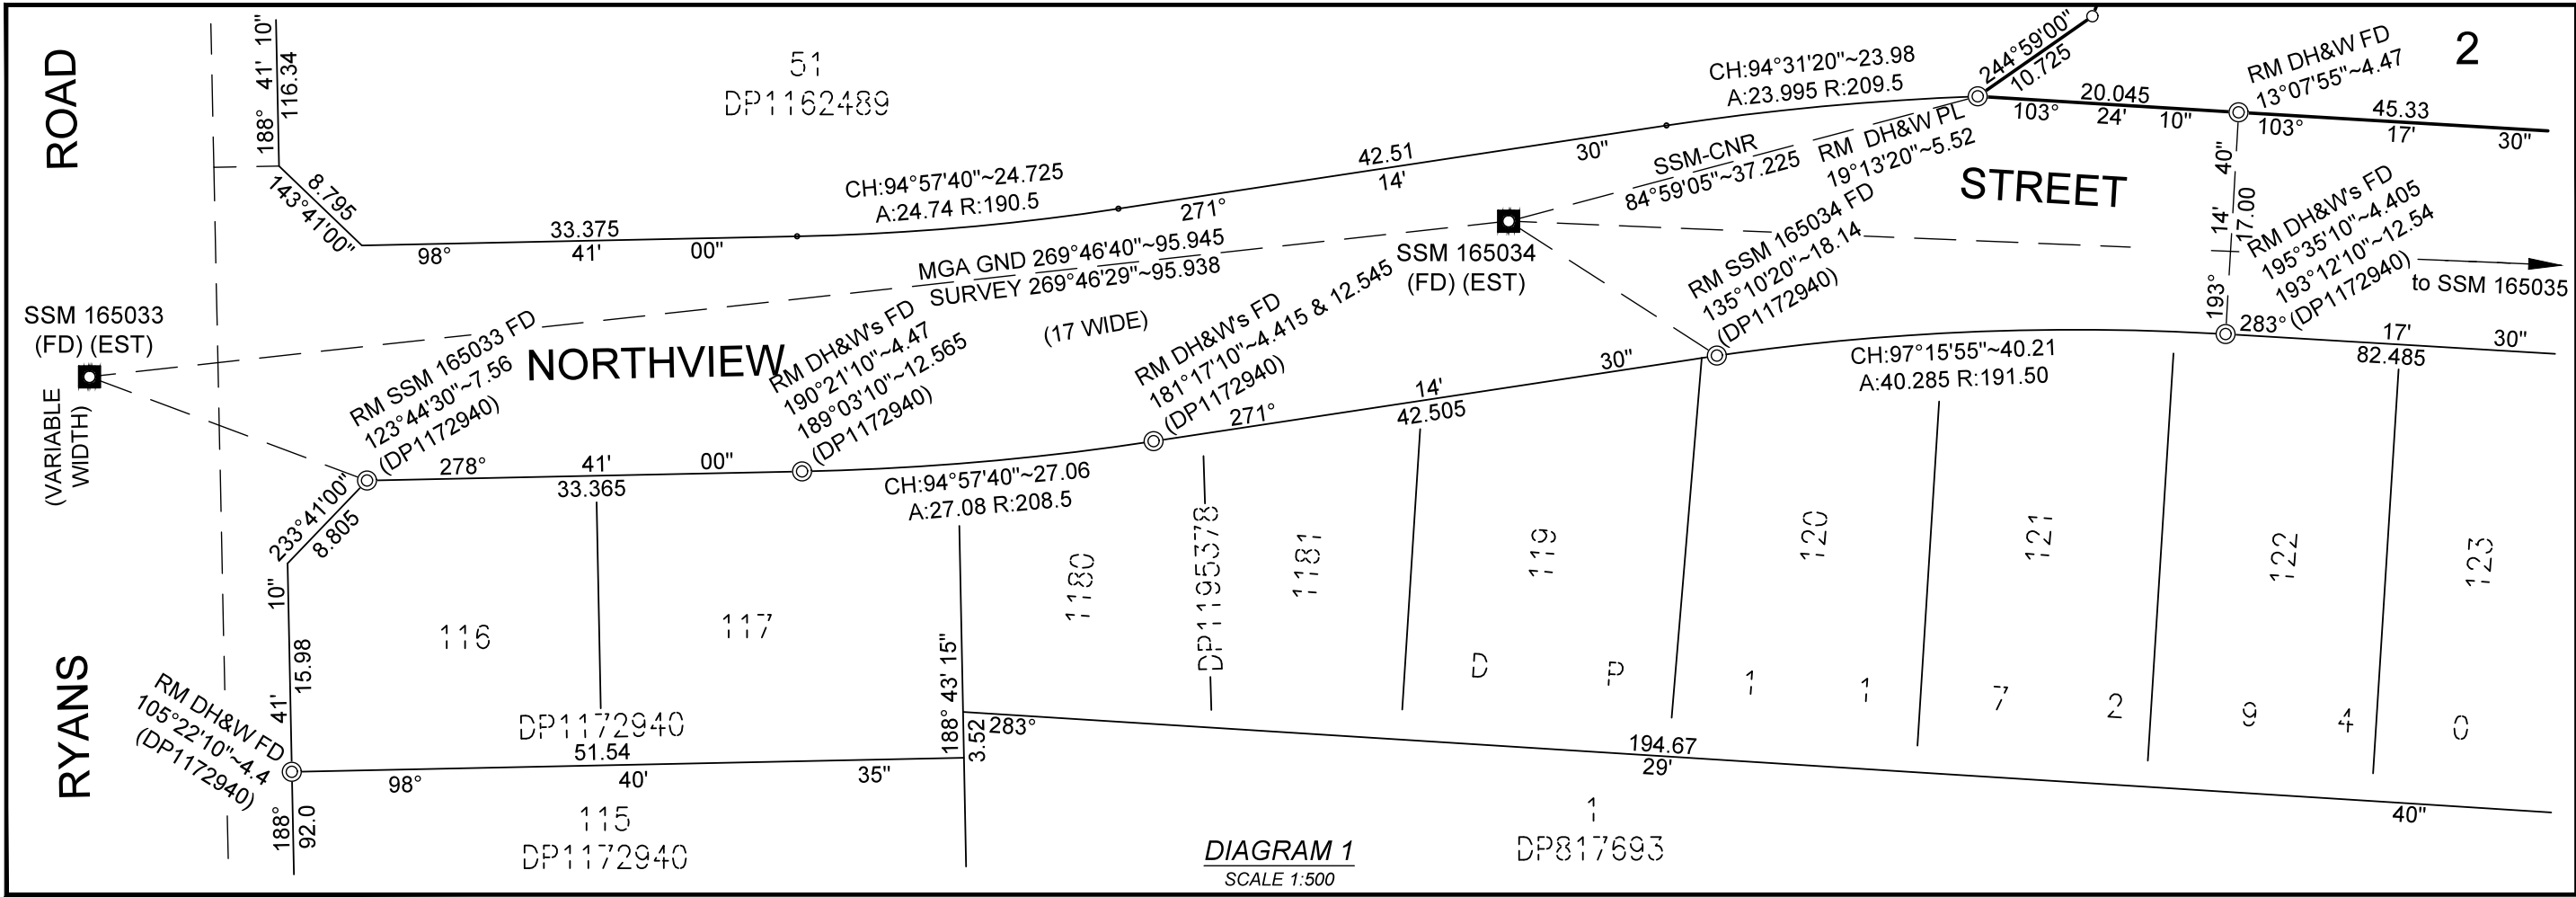 ROAD
188° 41' 10"
116.34
51
DP1162489
CH:94°31'20"~23.98
A:23.995 R:209.5
244°59'00"
10.725
RM DH&W FD
13°07'55"~4.47
2
20.045
103° 24' 10"
45.33
103° 17' 30"
8.795
143°41'00"
33.375
98° 41' 00"
CH:94°57'40"~24.725
A:24.74 R:190.5
42.51
271° 14' 30"
SSM-CNR
84°59'05"~37.225
RM DH&W PL
19°13'20"~5.52
STREET
193° 14' 40"
17.00
RM DH&W's FD
195°35'10"~4.405
193°12'10"~12.54
(DP1172940)
to SSM 165035
MGA GND 269°46'40"~95.945
SURVEY 269°46'29"~95.938
SSM 165034
(FD) (EST)
RM SSM 165034 FD
135°10'20"~18.14
(DP1172940)
SSM 165033
(FD) (EST)
(VARIABLE
WIDTH)
RM SSM 165033 FD
123°44'30"~7.56
(DP1172940)
NORTHVIEW
RM DH&W's FD
190°21'10"~4.47
189°03'10"~12.565
(DP1172940)
(17 WIDE)
RM DH&W's FD
181°17'10"~4.415 & 12.545
(DP1172940)
271° 14' 30"
42.505
CH:97°15'55"~40.21
A:40.285 R:191.50
283° 17' 30"
82.485
278° 41' 00"
33.365
CH:94°57'40"~27.06
A:27.08 R:208.5
233°41'00"
8.805
188° 41' 10"
15.98
92.0
116
117
DP1172940
1180
DP1195378
1181
119
120
121
122
123
D P 1 1 7 2 9 4 0
RYANS
RM DH&W FD
105°22'10"~4.4
(DP1172940)
51.54
98° 40' 35"
188° 43' 15"
3.52
194.67
283° 29' 40"
115
DP1172940
1
DP817693
DIAGRAM 1
SCALE 1:500